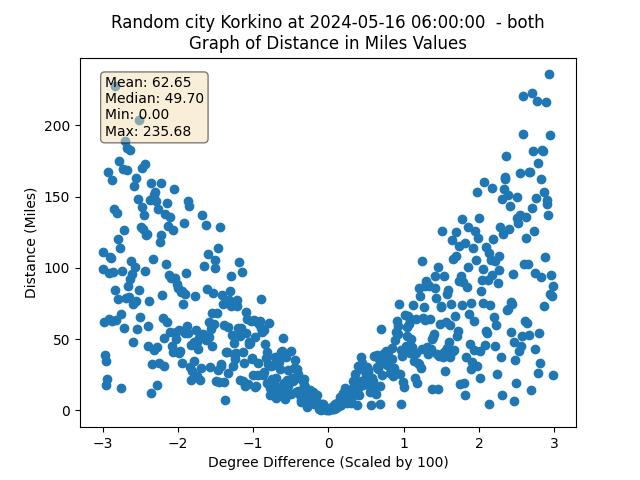 Random city Korkino at 2024-05-16 06:00:00  - both
Graph of Distance in Miles Values
Mean: 62.65
Median: 49.70
Min: 0.00
Max: 235.68
200
150
100
50
0
Distance (Miles)
−3 −2 −1 0 1 2 3
Degree Difference (Scaled by 100)